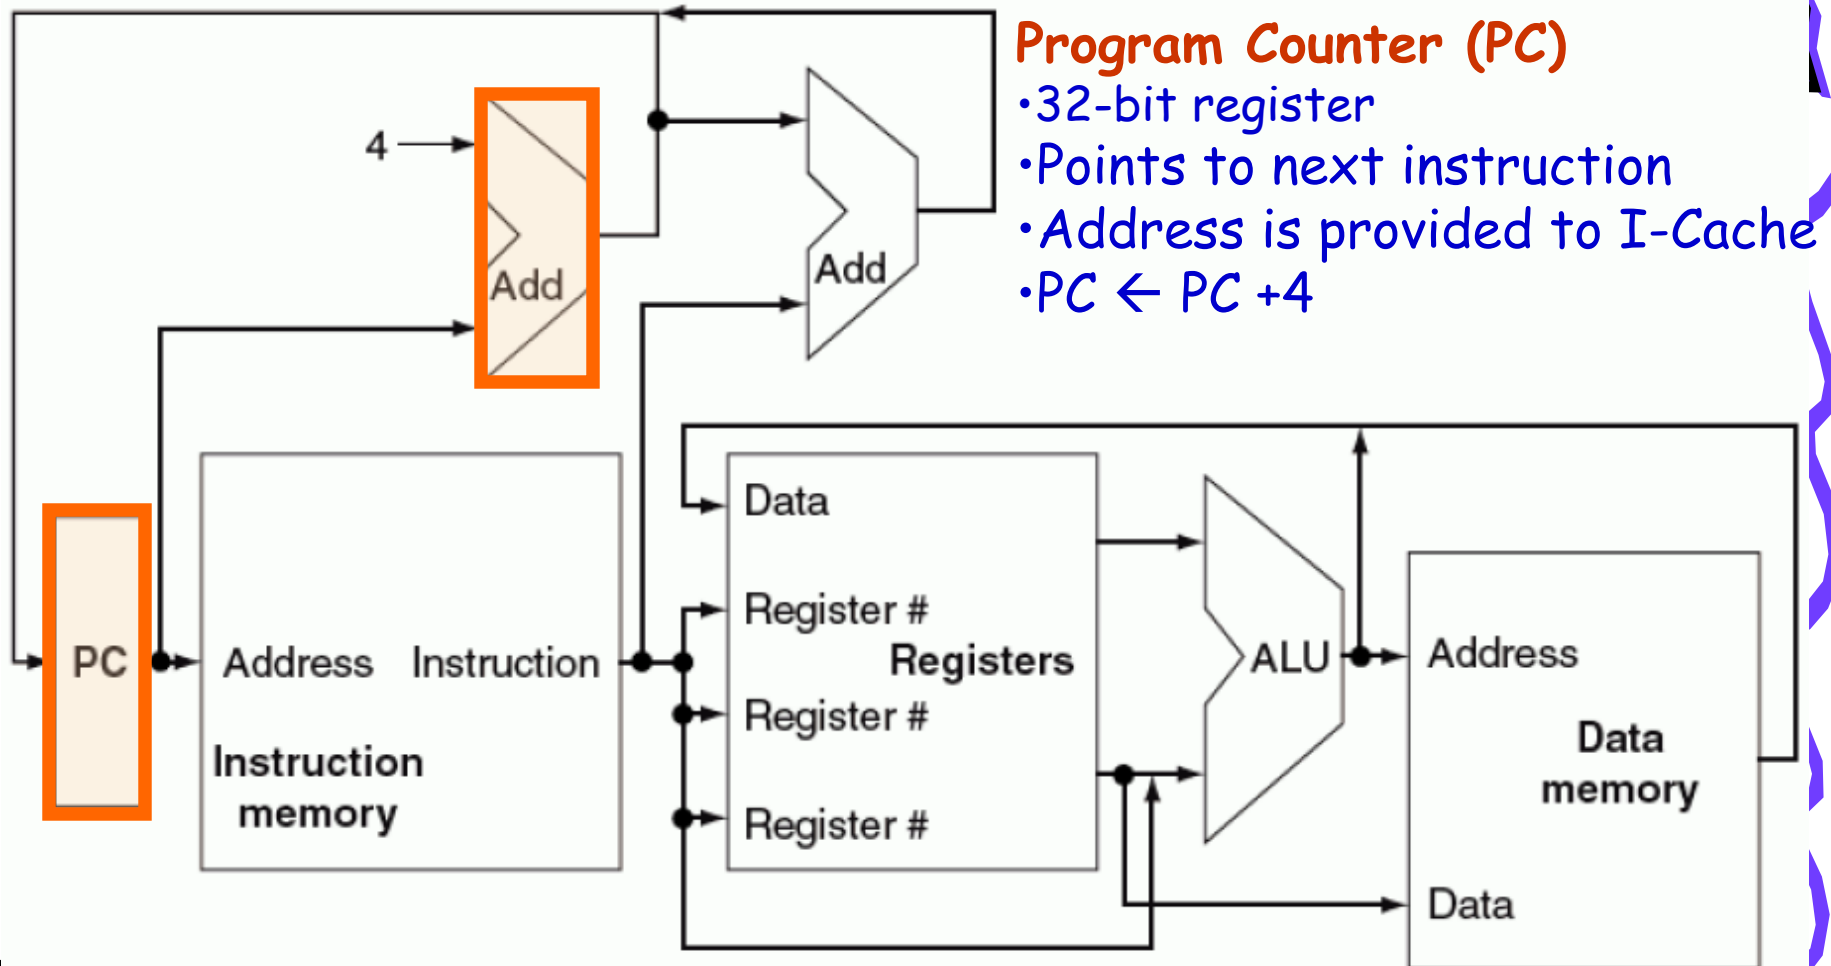 Program Counter (PC)
•32-bit register
•Points to next instruction
•Address is provided to I-Cache
•PC ← PC +4
4
Add
Add
PC
Address
Instruction
Instruction
memory
Data
Register #
Registers
Register #
Register #
ALU
Address
Data
memory
Data